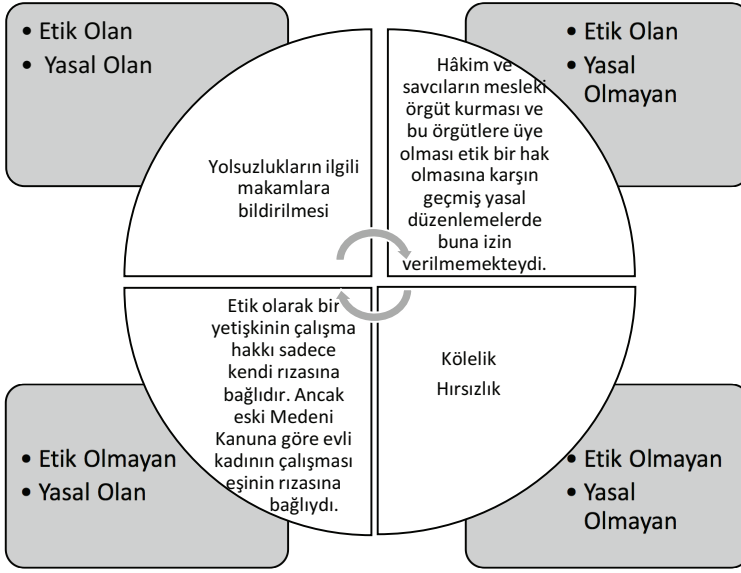 • Etik Olan
• Yasal Olan
Yolsuzlukların ilgili
makamlara
bildirilmesi
• Etik Olan
• Yasal
Olmayan
Hâkim ve
savcıların mesleki
örgüt kurması ve
bu örgütlere üye
olması etik bir hak
olmasına karşın
geçmiş yasal
düzenlemelerde
buna izin
verilmemekteydi.
Etik olarak bir
yetişkinin çalışma
hakkı sadece
kendi rızasına
bağlıdır. Ancak
eski Medeni
Kanuna göre evli
kadının çalışması
eşinin rızasına
bağlıydı.
• Etik Olmayan
• Yasal Olan
Kölelik
Hırsızlık
• Etik Olmayan
• Yasal
Olmayan